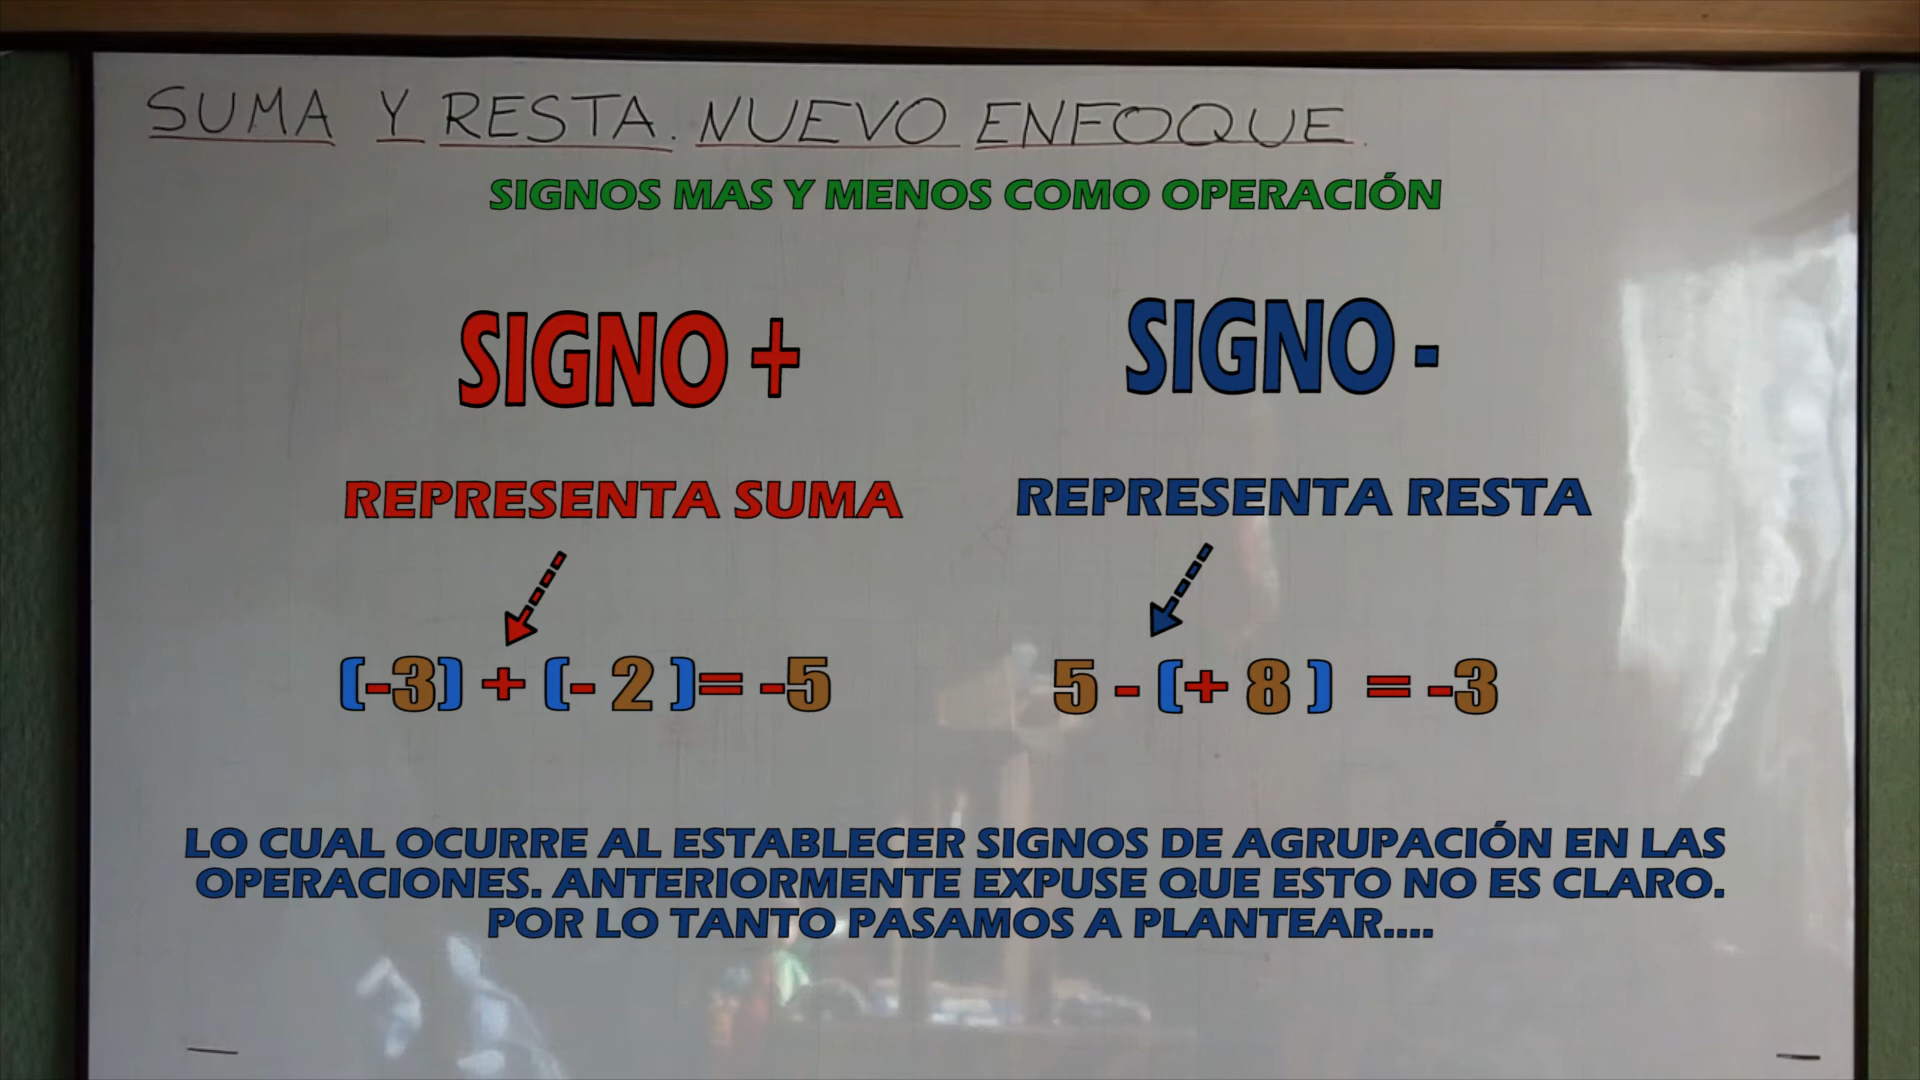 SUMA Y RESTA. NUEVO ENFOQUE.
SIGNOS MAS Y MENOS COMO OPERACIÓN
SIGNO + SIGNO -
REPRESENTA SUMA REPRESENTA RESTA
(-3) + (- 2 )= -5 5 - (+ 8 ) = -3
LO CUAL OCURRE AL ESTABLECER SIGNOS DE AGRUPACIÓN EN LAS
OPERACIONES. ANTERIORMENTE EXPUSE QUE ESTO NO ES CLARO.
POR LO TANTO PASAMOS A PLANTEAR....